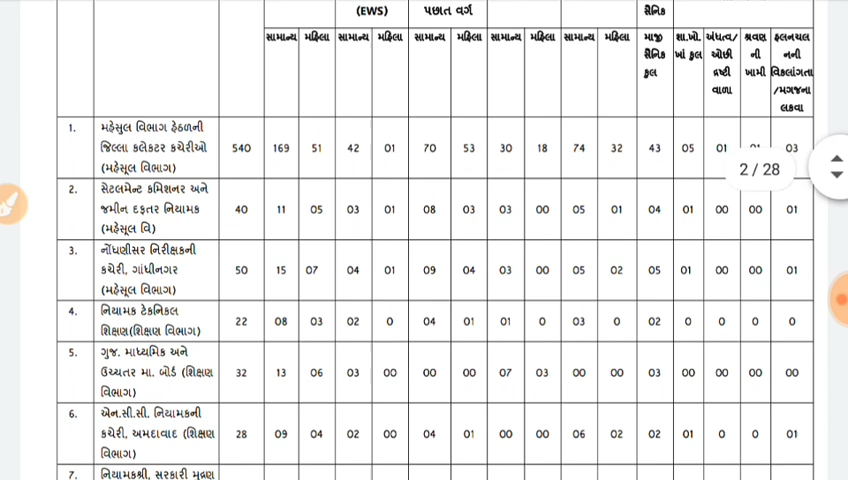 (EWS) પછાત વર્ગ સૈનિક
સામાન્ય મહિલા સામાન્ય મહિલા સામાન્ય મહિલા સામાન્ય મહિલા સામાન્ય મહિલા માજી શા.ખો. અંધત્વ/ શ્રવણ હલનચલ
સૈનિક ખાં કુલ ઓછી ની નની
કુલ દ્રષ્ટી ખામી વિકલાંગતા
વાળા /મગજના
લકવા
1. મહેસુલ વિભાગ હેઠળની
જિલ્લા કલેકટર કચેરીઓ 540 169 51 42 01 70 53 30 18 74 32 43 05 01 03
(મહેસૂલ વિભાગ)
2 / 28
2. સેટલમેન્ટ કમિશનર અને
જમીન દફતર નિયામક 40 11 05 03 01 08 03 03 00 05 01 04 01 00 00 01
(મહેસૂલ વિ)
3. નોંધણીસર નિરીક્ષકની
કચેરી, ગાંધીનગર 50 15 07 04 01 09 04 03 00 05 02 05 01 00 00 01
(મહેસૂલ વિભાગ)
4. નિયામક ટેકનિકલ
શિક્ષણ(શિક્ષણ વિભાગ) 22 08 03 02 0 04 01 01 0 03 0 02 0 0 0 0
5. ગુજ. માધ્યમિક અને
ઉચ્ચતર મા. બોર્ડ (શિક્ષણ 32 13 06 03 00 00 00 07 03 00 00 03 00 00 00 00
વિભાગ)
6. એન.સી.સી. નિયામકની
કચેરી, અમદાવાદ (શિક્ષણ 28 09 04 02 00 04 01 00 00 06 02 02 01 0 0 01
વિભાગ)
7. નિયામકશ્રી, સરકારી મુદ્રણ